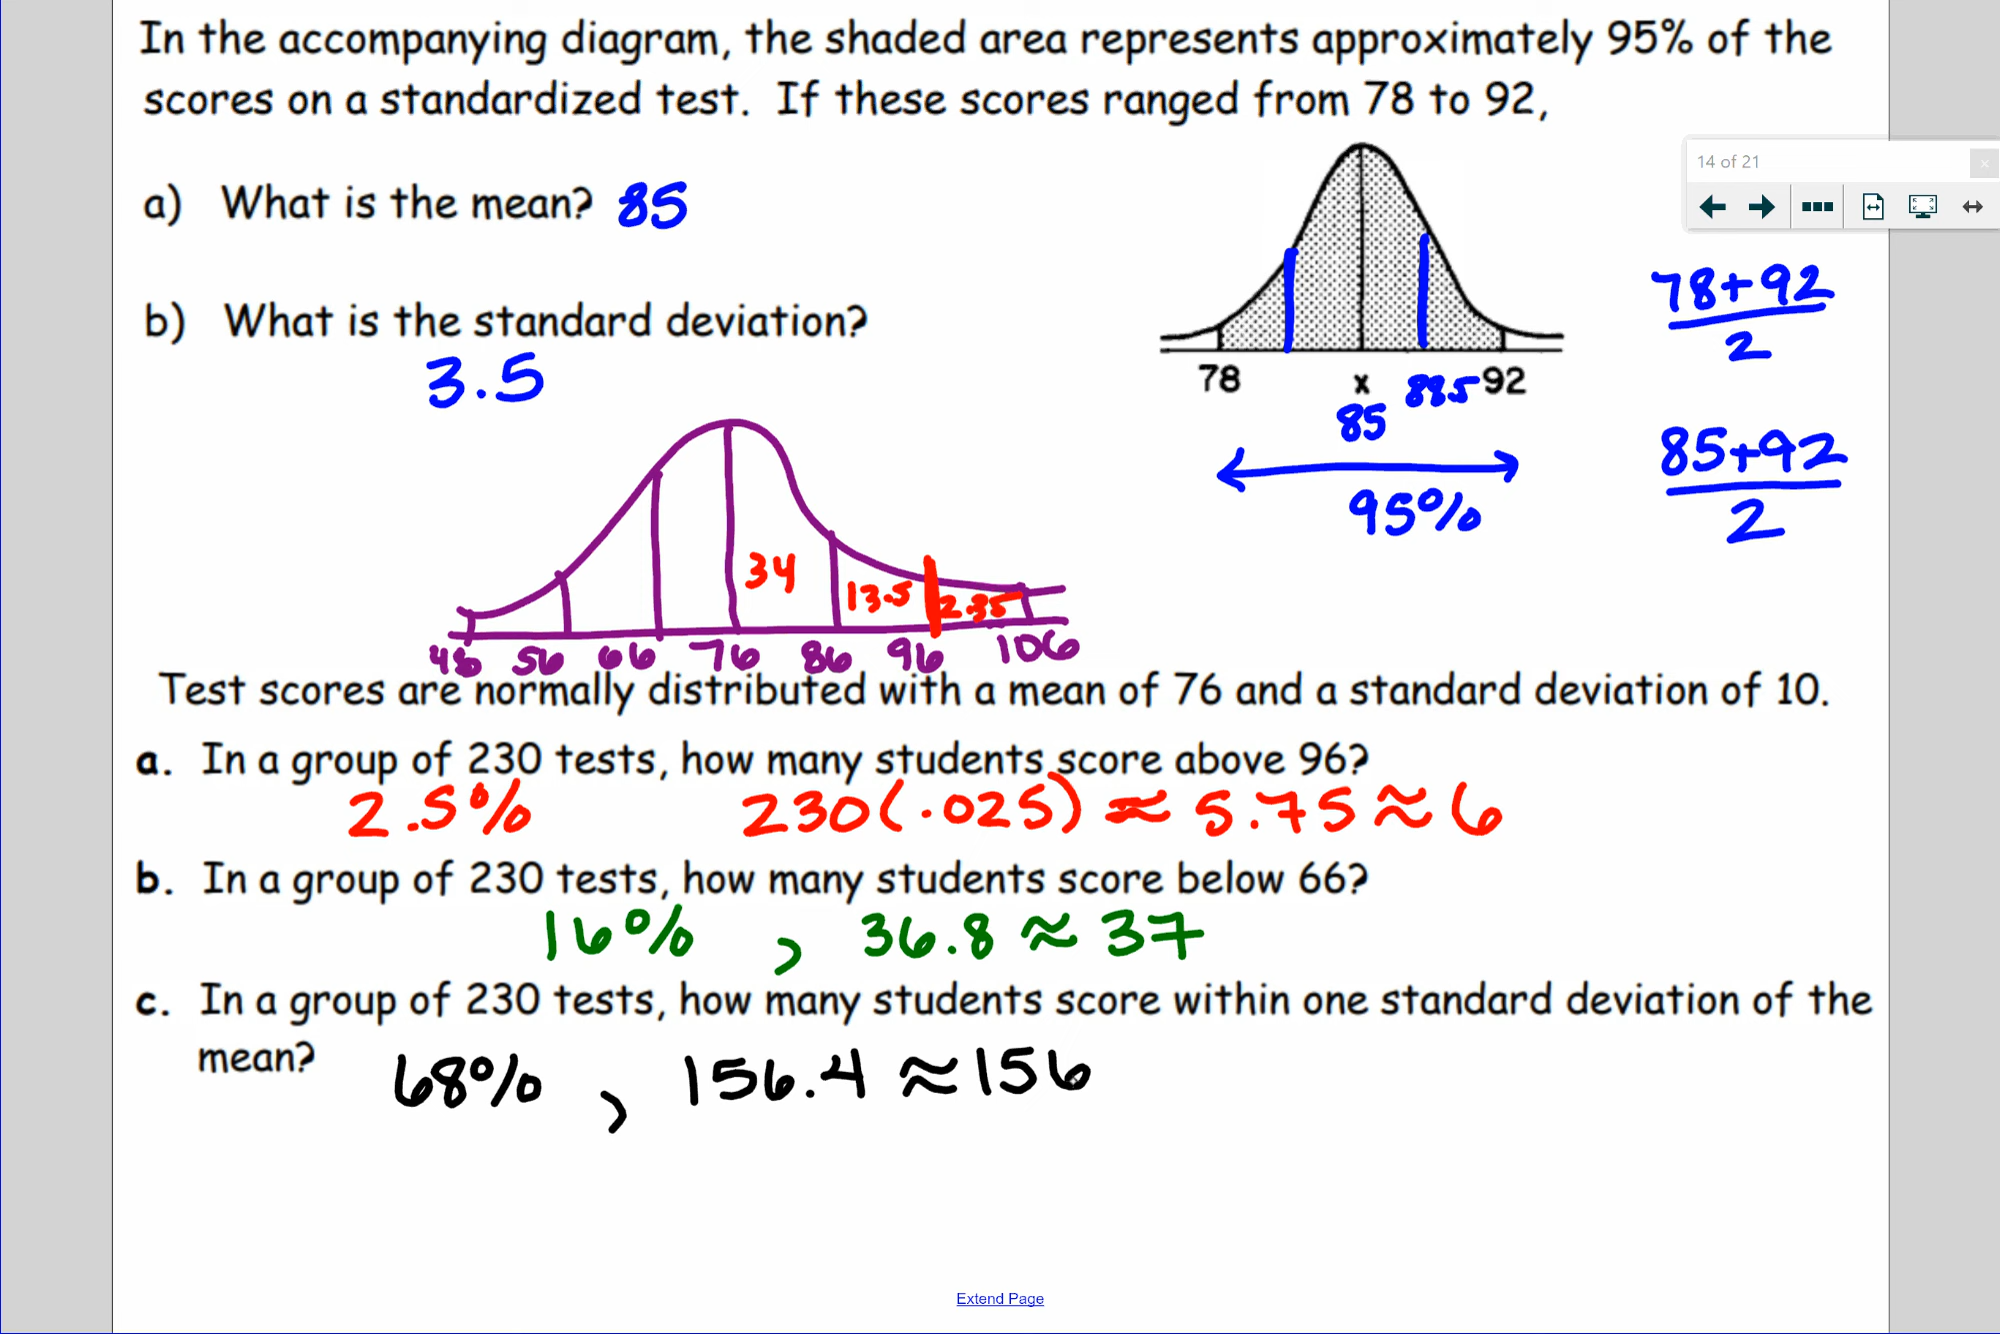 In the accompanying diagram, the shaded area represents approximately 95% of the
scores on a standardized test. If these scores ranged from 78 to 92,
14 of 21
a) What is the mean? 85
78+92
2
b) What is the standard deviation?
3.5
78 x 88.5 92
85
95%
85+92
2
34 13.5 2.35
46 56 66 76 86 96 106
Test scores are normally distributed with a mean of 76 and a standard deviation of 10.
a. In a group of 230 tests, how many students score above 96?
2.5% 230(.025) ≈ 5.75 ≈ 6
b. In a group of 230 tests, how many students score below 66?
16% , 36.8 ≈ 37
c. In a group of 230 tests, how many students score within one standard deviation of the
mean? 68% , 156.4 ≈ 156
Extend Page